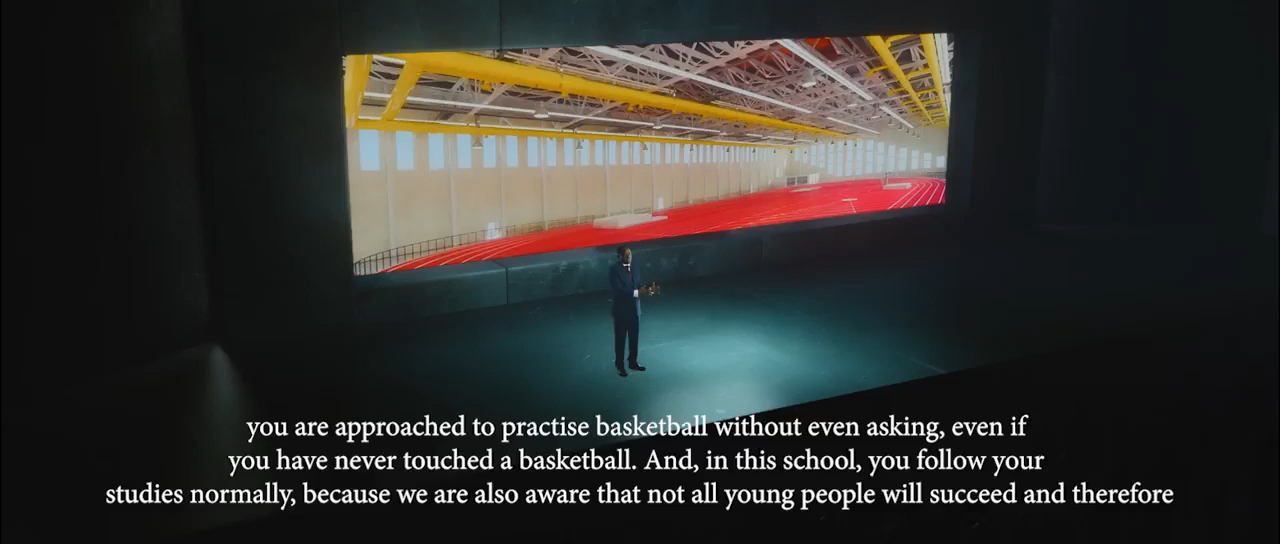 you are approached to practise basketball without even asking, even if
you have never touched a basketball. And, in this school, you follow your
studies normally, because we are also aware that not all young people will succeed and therefore